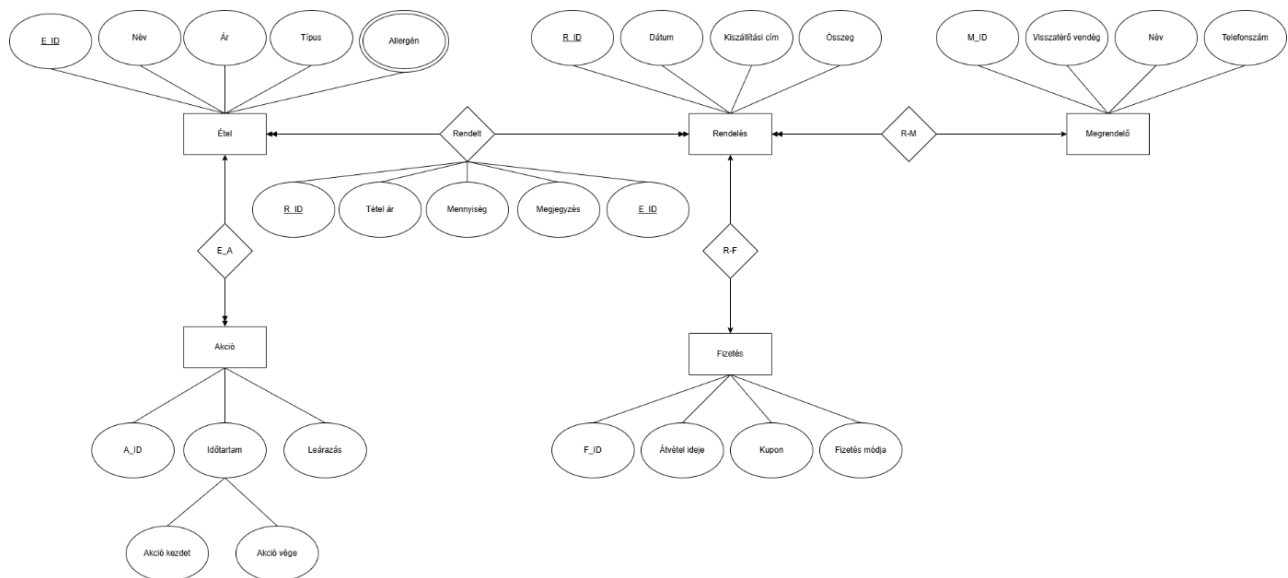 E_ID
Név
Ár
Típus
Allergén
R_ID
Dátum
Kiszállítási cím
Összeg
M_ID
Visszatérő vendég
Név
Telefonszám
Étel
Rendelt
Rendelés
R-M
Megrendelő
R_ID
Tétel ár
Mennyiség
Megjegyzés
E_ID
E_A
R-F
Akció
Fizetés
A_ID
Időtartam
Leárazás
F_ID
Átvétel ideje
Kupon
Fizetés módja
Akció kezdet
Akció vége